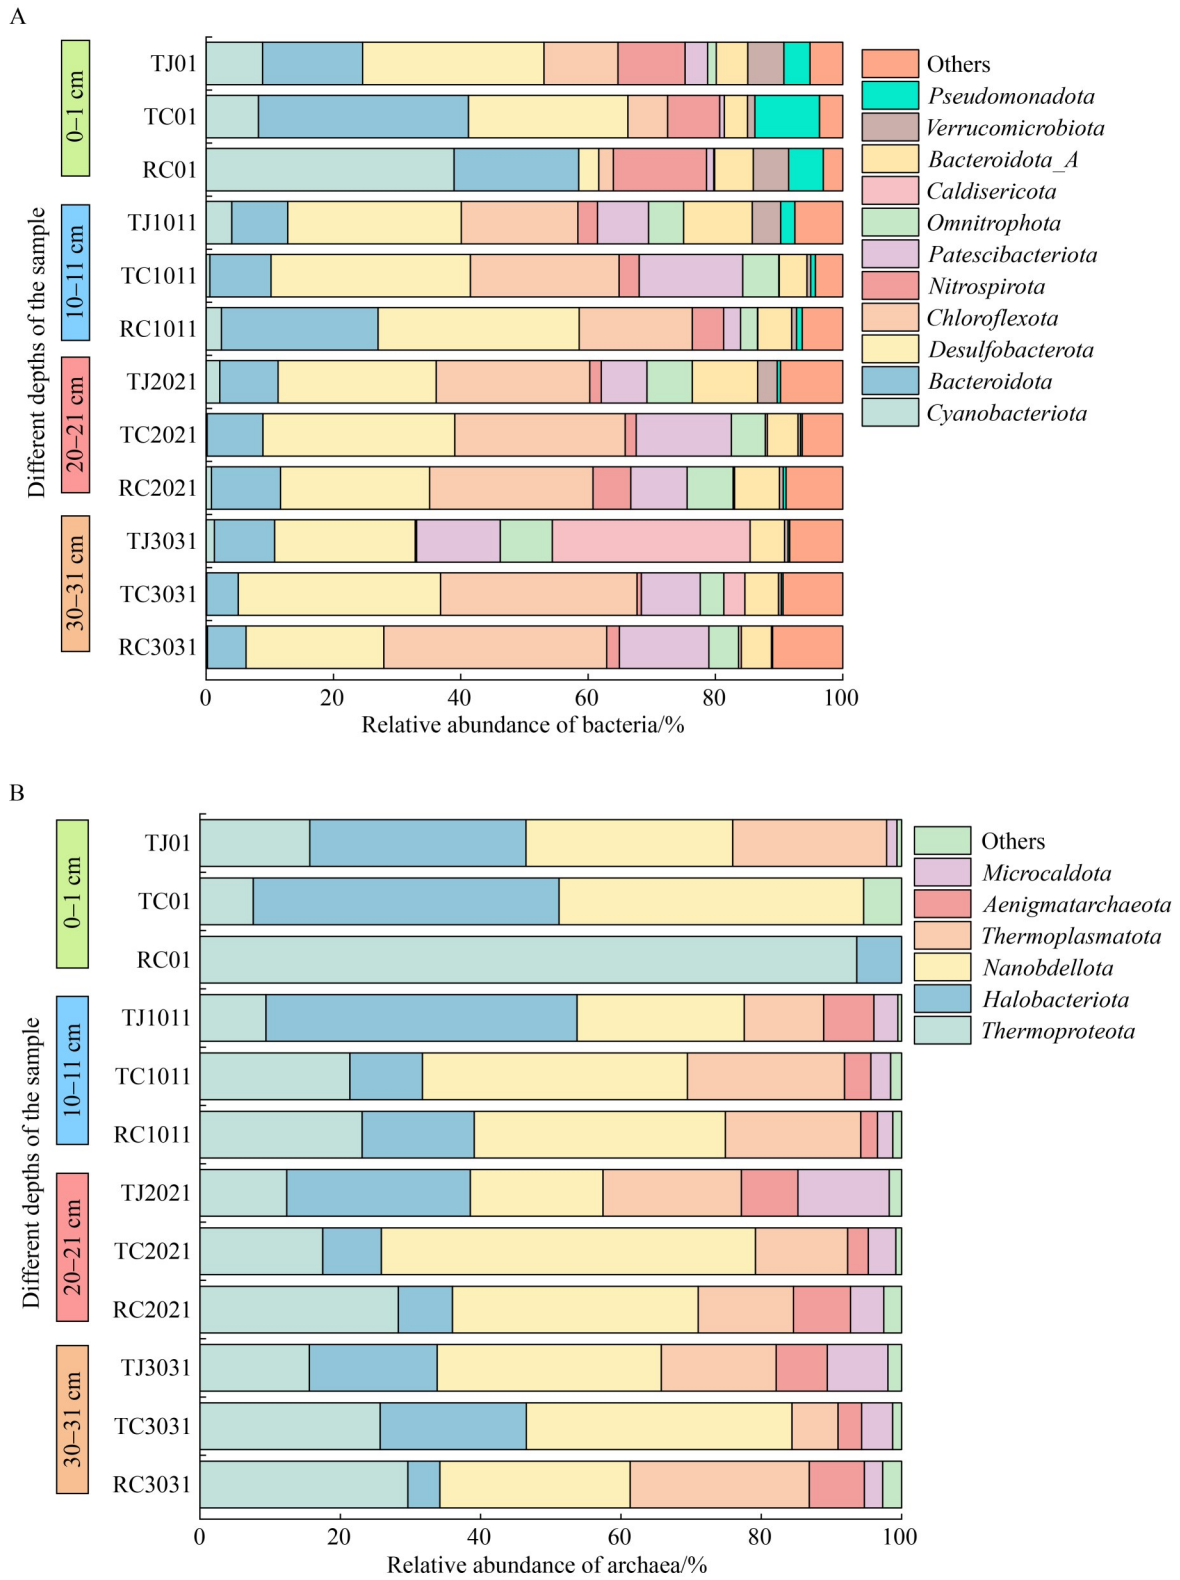 A
Different depths of the sample
0–1 cm
10–11 cm
20–21 cm
30–31 cm
TJ01
TC01
RC01
TJ1011
TC1011
RC1011
TJ2021
TC2021
RC2021
TJ3031
TC3031
RC3031
0 20 40 60 80 100
Relative abundance of bacteria/%
Others
Pseudomonadota
Verrucomicrobiota
Bacteroidota_A
Caldisericota
Omnitrophota
Patescibacteriota
Nitrospirota
Chloroflexota
Desulfobacterota
Bacteroidota
Cyanobacteriota
B
Different depths of the sample
0–1 cm
10–11 cm
20–21 cm
30–31 cm
TJ01
TC01
RC01
TJ1011
TC1011
RC1011
TJ2021
TC2021
RC2021
TJ3031
TC3031
RC3031
0 20 40 60 80 100
Relative abundance of archaea/%
Others
Microcaldota
Aenigmatarchaeota
Thermoplasmatota
Nanobdellota
Halobacteriota
Thermoproteota